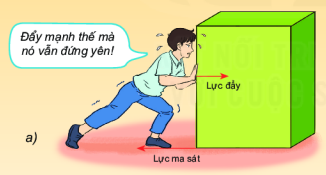 Đẩy mạnh thế mà
nó vẫn đứng yên!
Lực đẩy
a)
Lực ma sát